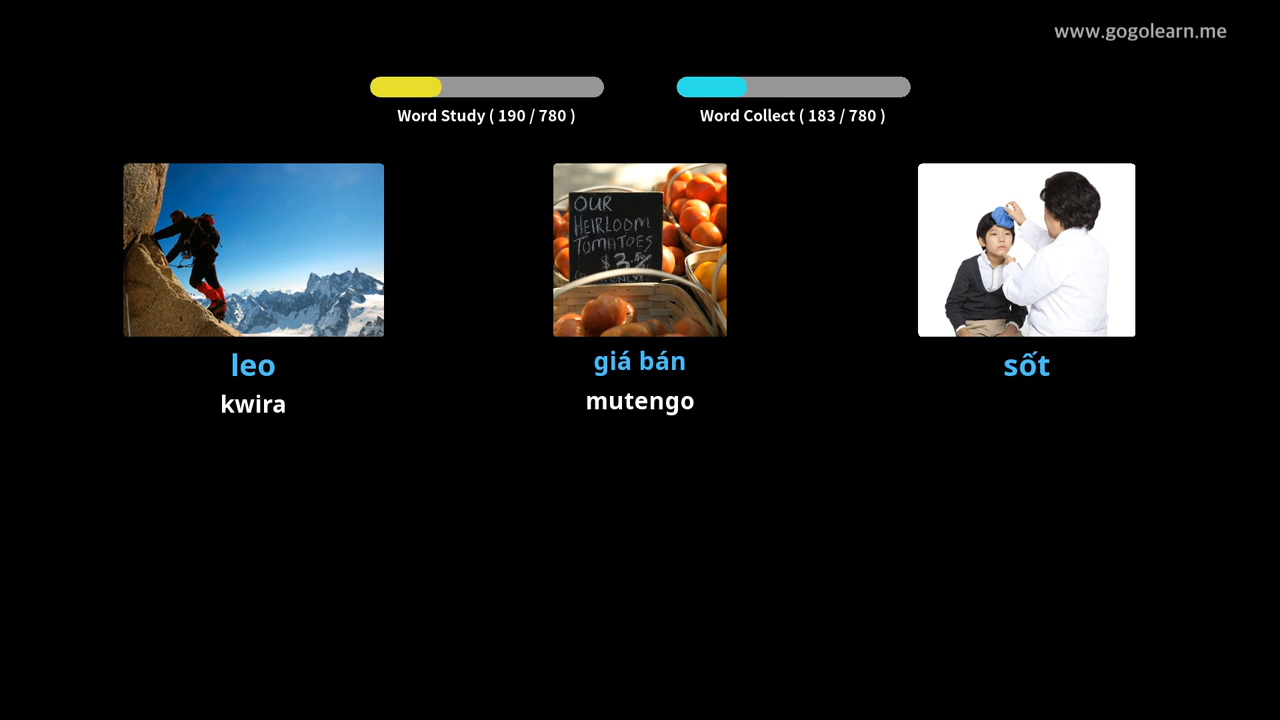 www.gogolearn.me
Word Study ( 190 / 780 )
Word Collect ( 183 / 780 )
OUR
HEIRLOOM
TOMATOES
leo
kwira
giá bán
mutengo
sốt